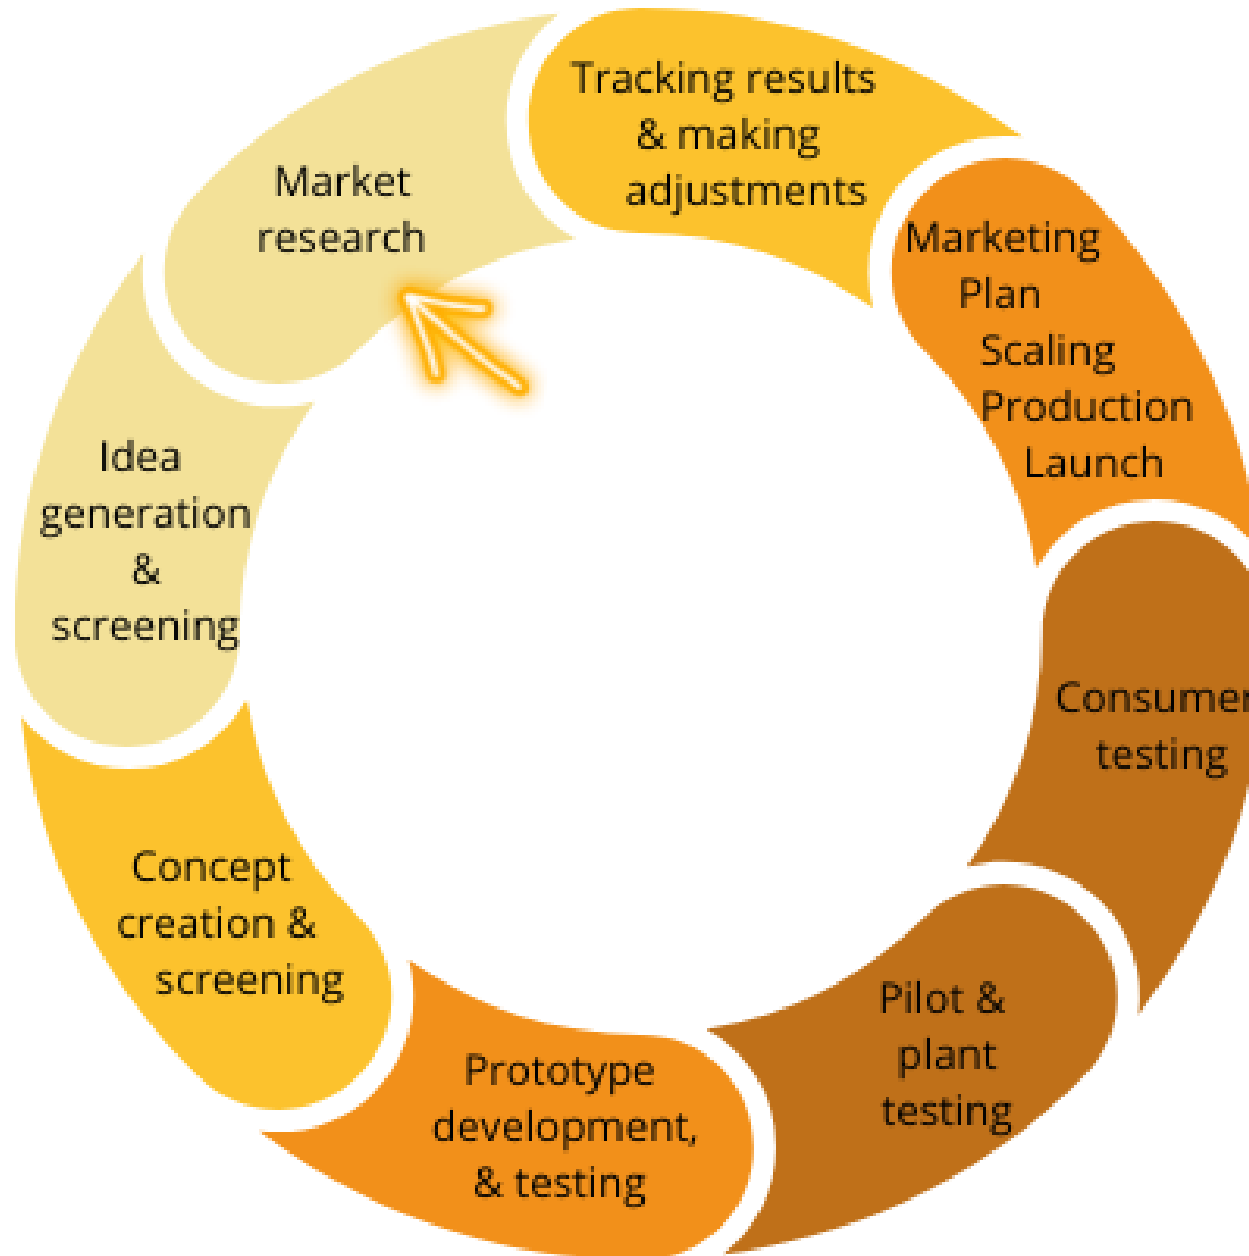 Tracking results
& making
adjustments
Market
research
Marketing
Plan
Scaling
Production
Launch
Idea
generation
&
screening
Consumer
testing
Concept
creation &
screening
Pilot &
plant
testing
Prototype
development,
& testing